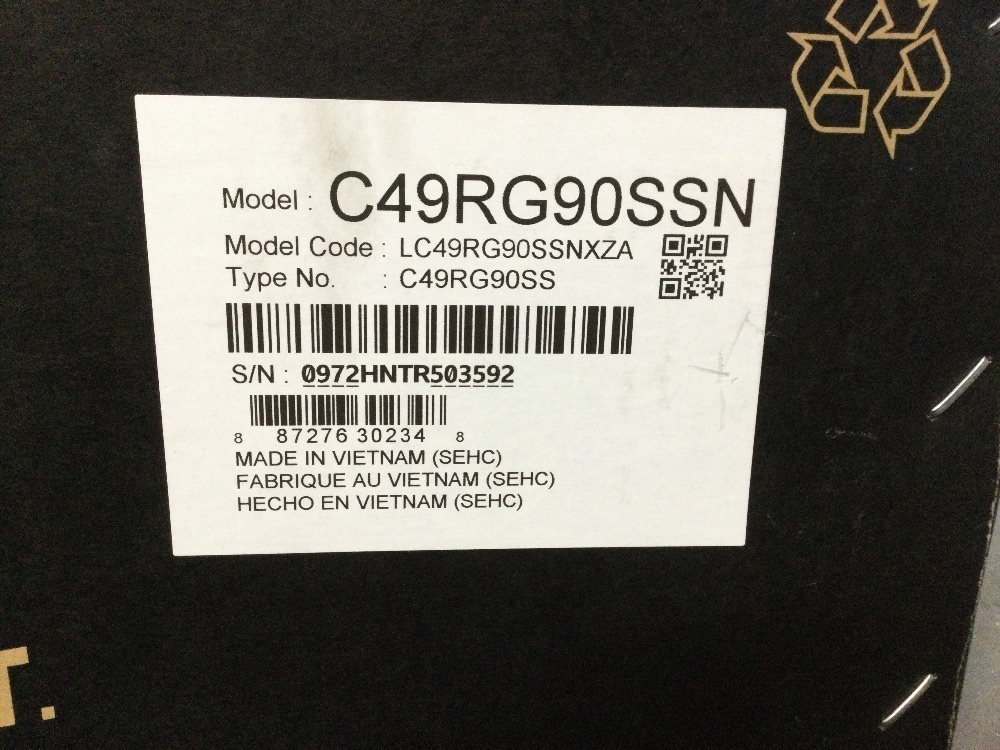 Model : C49RG90SSN
Model Code : LC49RG90SSNXZA
Type No. : C49RG90SS
S/N : 0972HNTR503592
8 87276 30234 8
MADE IN VIETNAM (SEHC)
FABRIQUE AU VIETNAM (SEHC)
HECHO EN VIETNAM (SEHC)
T.